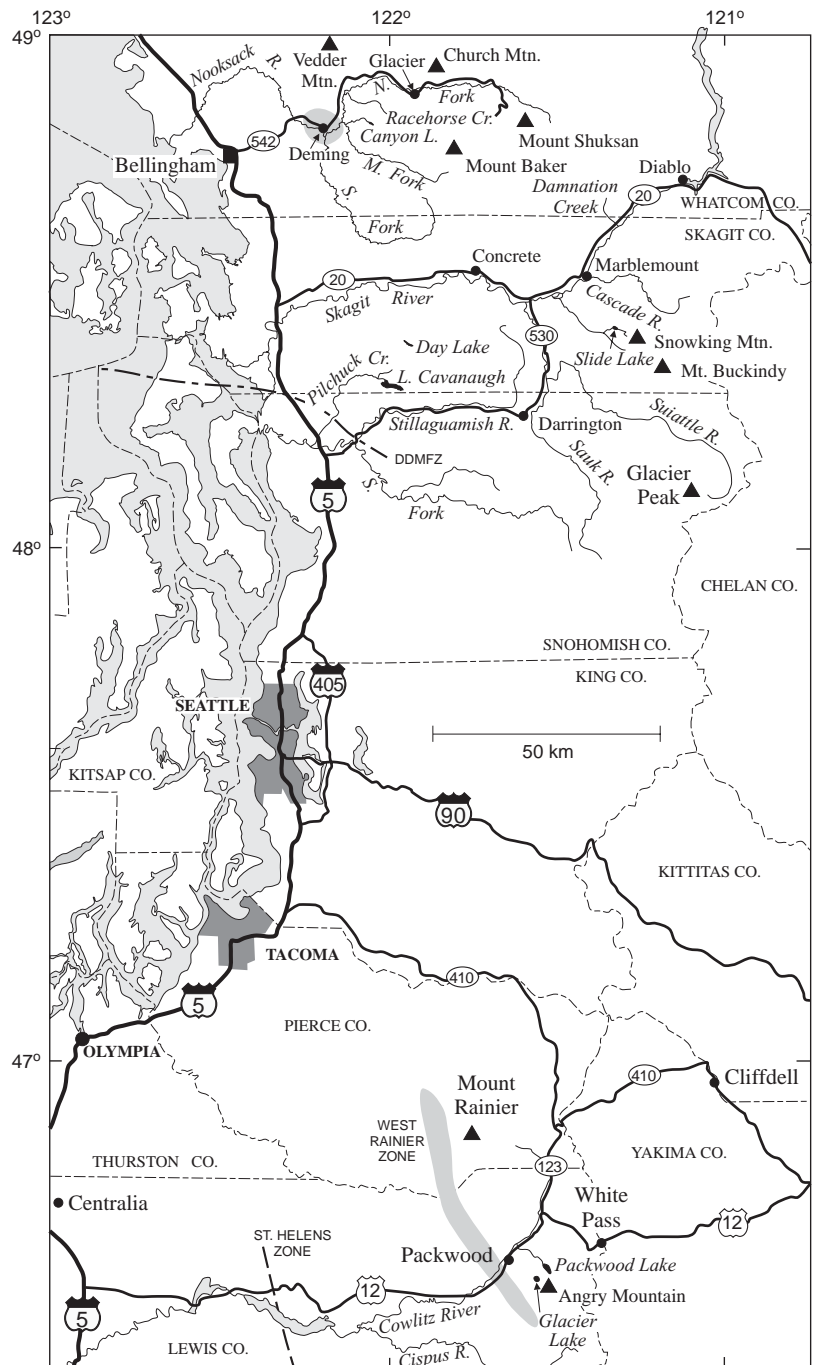 123º
122º
121º
49º
Nooksack R.
Vedder
Mtn.
Glacier
Church Mtn.
N.
Fork
Racehorse Cr.
Canyon L.
542
Mount Shuksan
Bellingham
Deming
Mount Baker
M. Fork
S.
Fork
Diablo
Damnation
Creek
20
WHATCOM CO.
SKAGIT CO.
Concrete
Marblemount
20
Skagit River
Cascade R.
530
Snowking Mtn.
Slide Lake
Day Lake
Mt. Buckindy
Pilchuck Cr.
L. Cavanaugh
Stillaguamish R.
Darrington
Suiattle R.
Sauk R.
DDMFZ
Glacier
Peak
S.
Fork
5
48º
CHELAN CO.
SNOHOMISH CO.
KING CO.
405
SEATTLE
50 km
KITSAP CO.
90
KITTITAS CO.
TACOMA
410
5
PIERCE CO.
47º
OLYMPIA
410
Cliffdell
Mount
Rainier
WEST
RAINIER
ZONE
YAKIMA CO.
THURSTON CO.
123
Centralia
White
Pass
12
ST. HELENS
ZONE
Packwood
Packwood Lake
12
Angry Mountain
Glacier
Lake
5
Cowlitz River
LEWIS CO.
Cispus R.